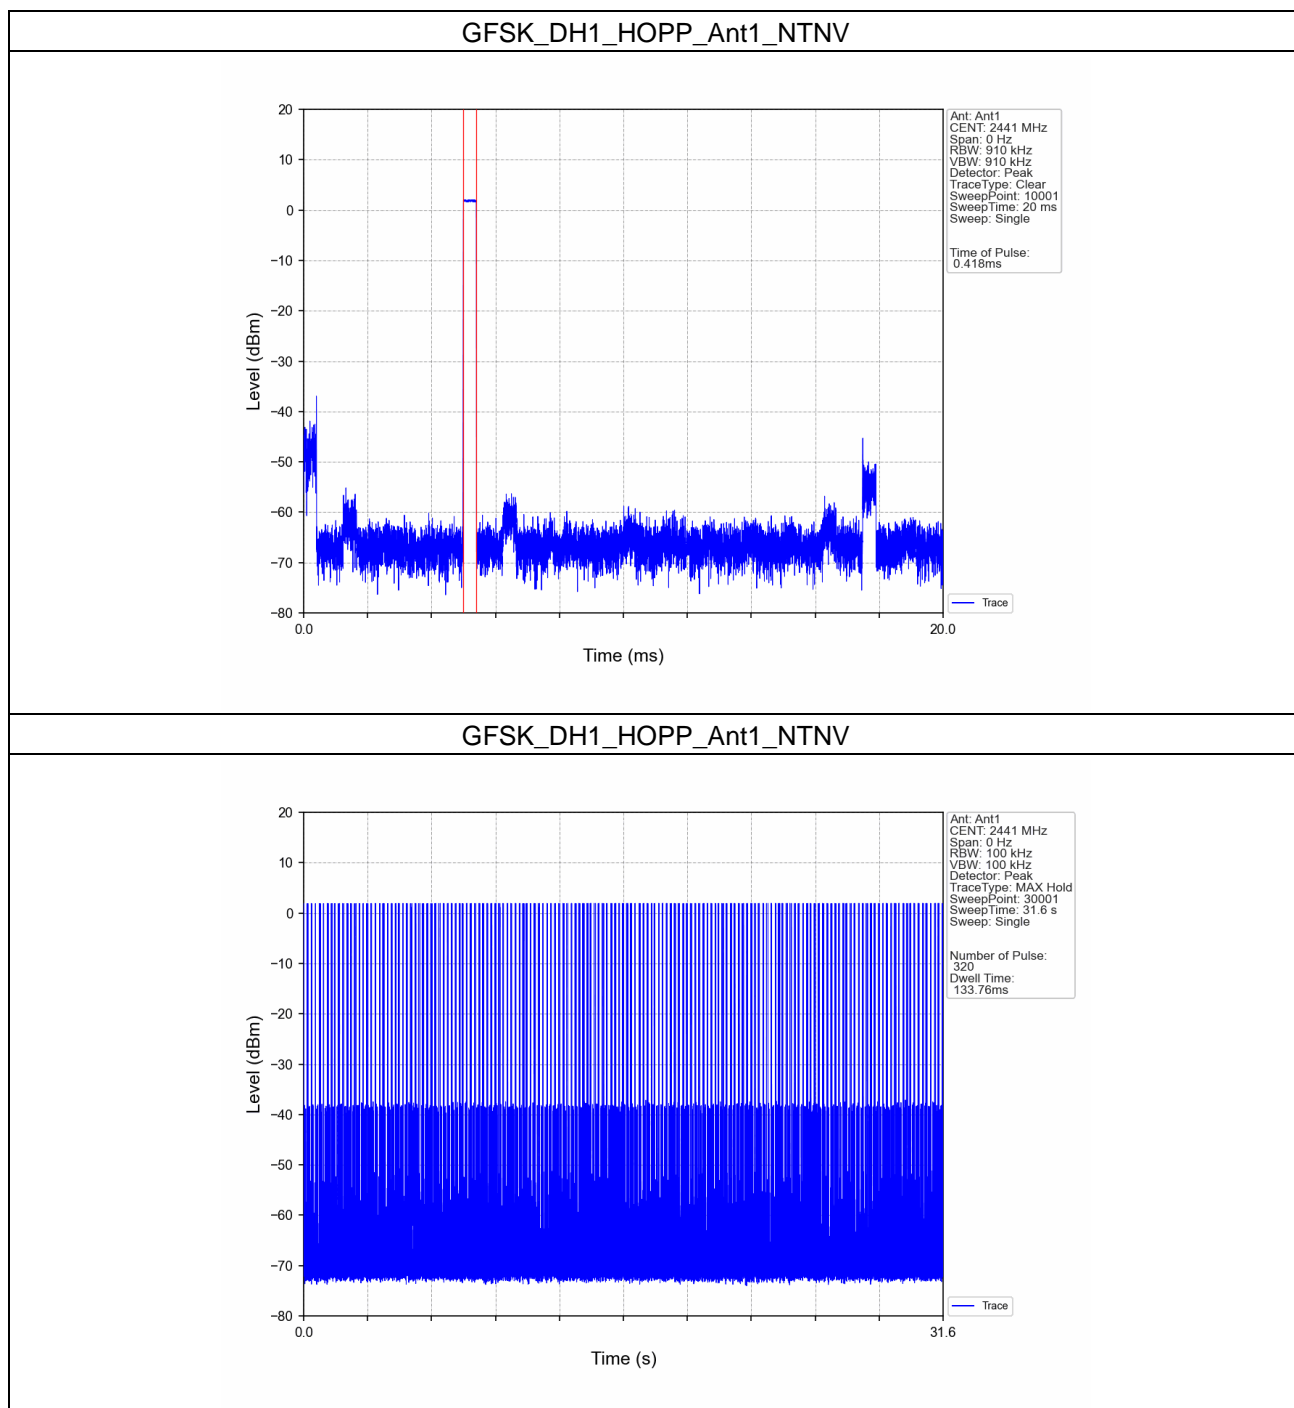 GFSK_DH1_HOPP_Ant1_NTNV
20
10
0
−10
−20
−30
−40
−50
−60
−70
−80
Level (dBm)
0.0
20.0
Time (ms)
Ant: Ant1
CENT: 2441 MHz
Span: 0 Hz
RBW: 910 kHz
VBW: 910 kHz
Detector: Peak
TraceType: Clear
SweepPoint: 10001
SweepTime: 20 ms
Sweep: Single
Time of Pulse:
0.418ms
Trace
GFSK_DH1_HOPP_Ant1_NTNV
20
10
0
−10
−20
−30
−40
−50
−60
−70
−80
Level (dBm)
0.0
31.6
Time (s)
Ant: Ant1
CENT: 2441 MHz
Span: 0 Hz
RBW: 100 kHz
VBW: 100 kHz
Detector: Peak
TraceType: MAX Hold
SweepPoint: 30001
SweepTime: 31.6 s
Sweep: Single
Number of Pulse:
320
Dwell Time:
133.76ms
Trace